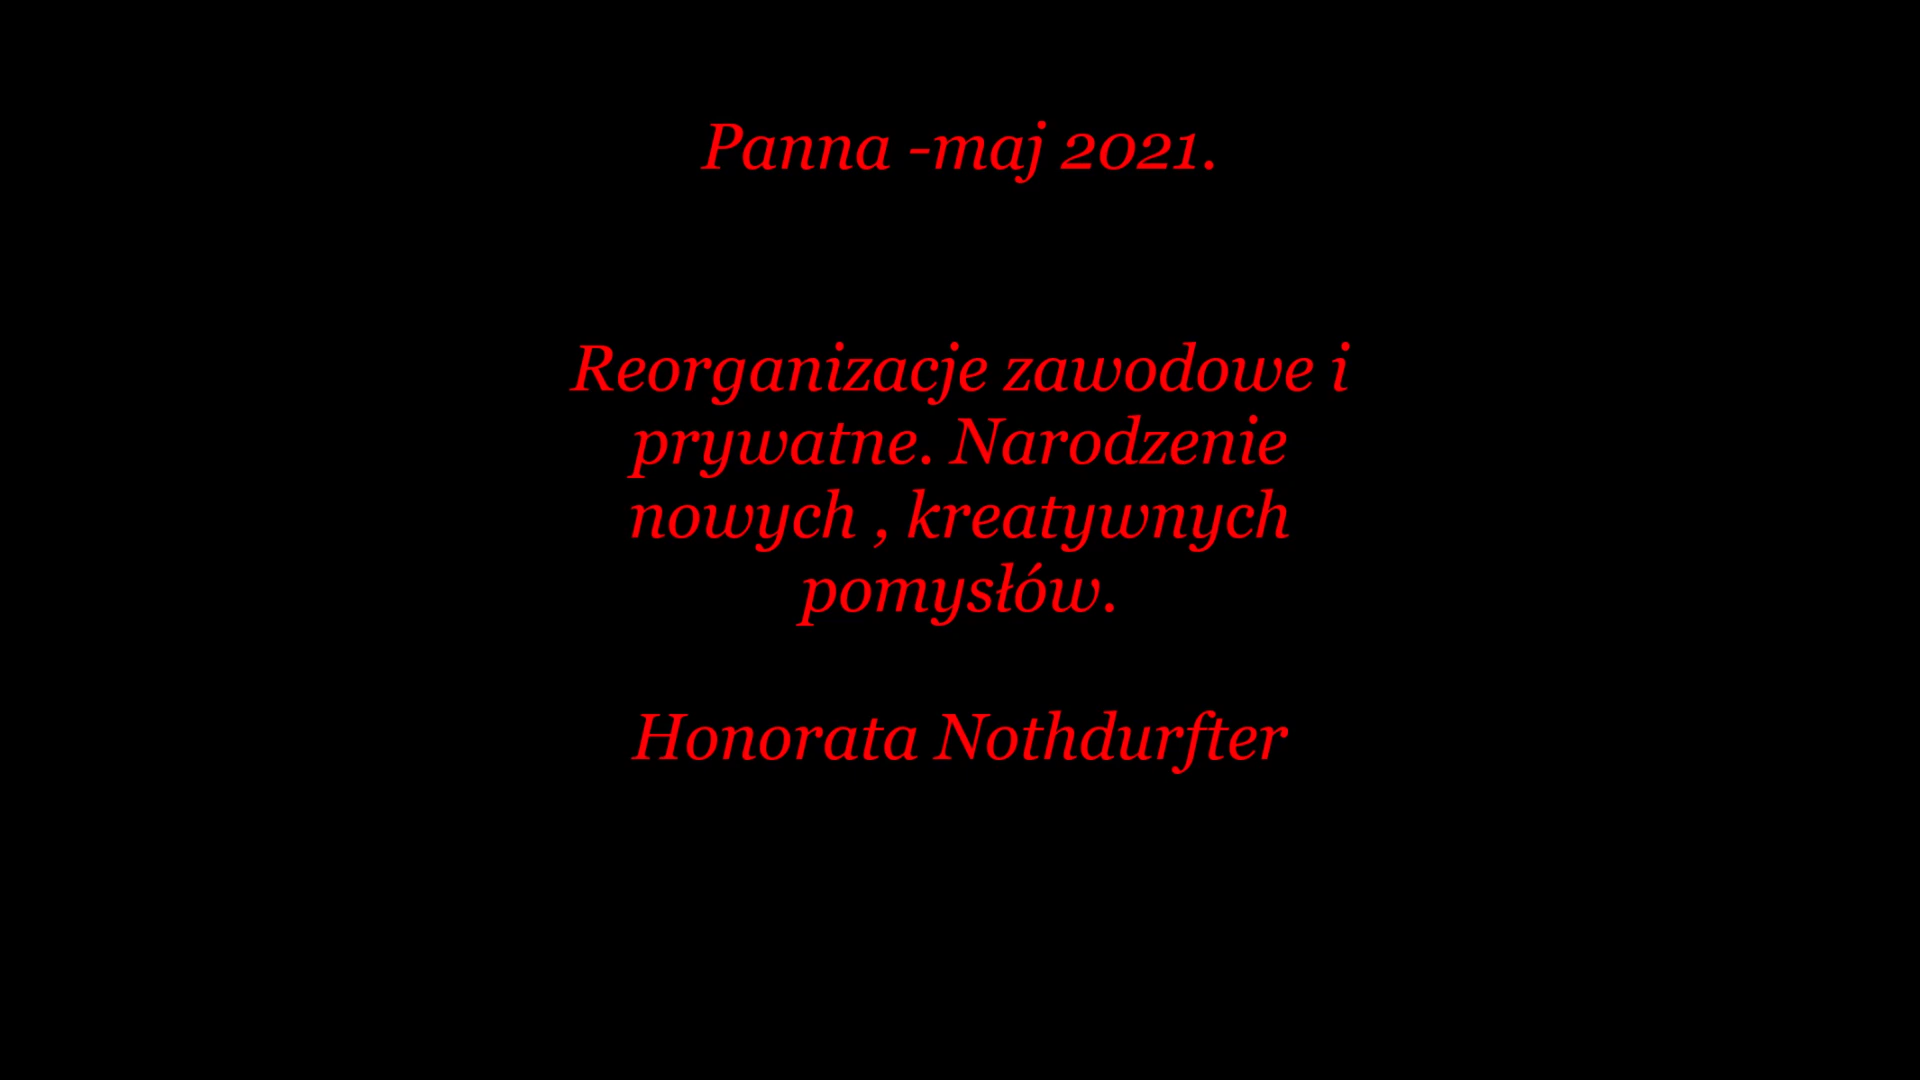 Panna -maj 2021.
Reorganizacje zawodowe i
prywatne. Narodzenie
nowych , kreatywnych
pomysłów.
Honorata Nothdurfter